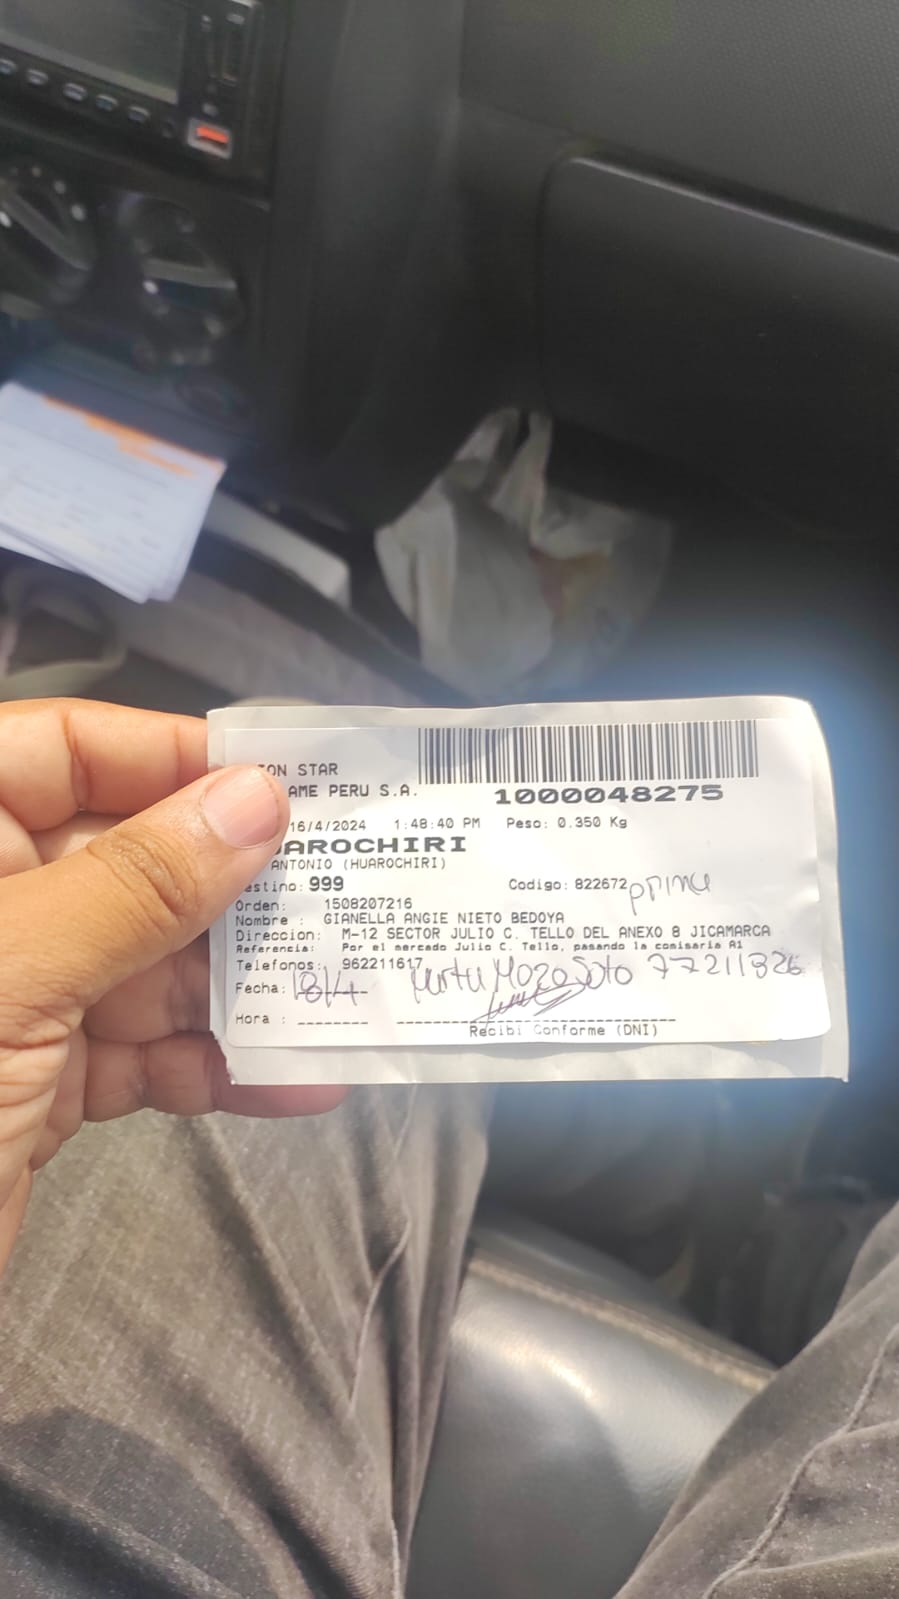 ION STAR
AME PERU S.A.
1000048275
16/4/2024 1:48:40 PM Peso: 0.350 Kg
UAROCHIRI
ANTONIO (HUAROCHIRI)
estino: 999 Codigo: 822672 prima
Orden: 1508207216
Nombre : GIANELLA ANGIE NIETO BEDOYA
Direccion: M-12 SECTOR JULIO C. TELLO DEL ANEXO 8 JICAMARCA
Referencia: Por el mercado Julio C. Tello, pasando la comisaria A1
Telefonos: 962211617
Fecha: 18/4 Soto 77211326
Hora :
Recibi Conforme (DNI)